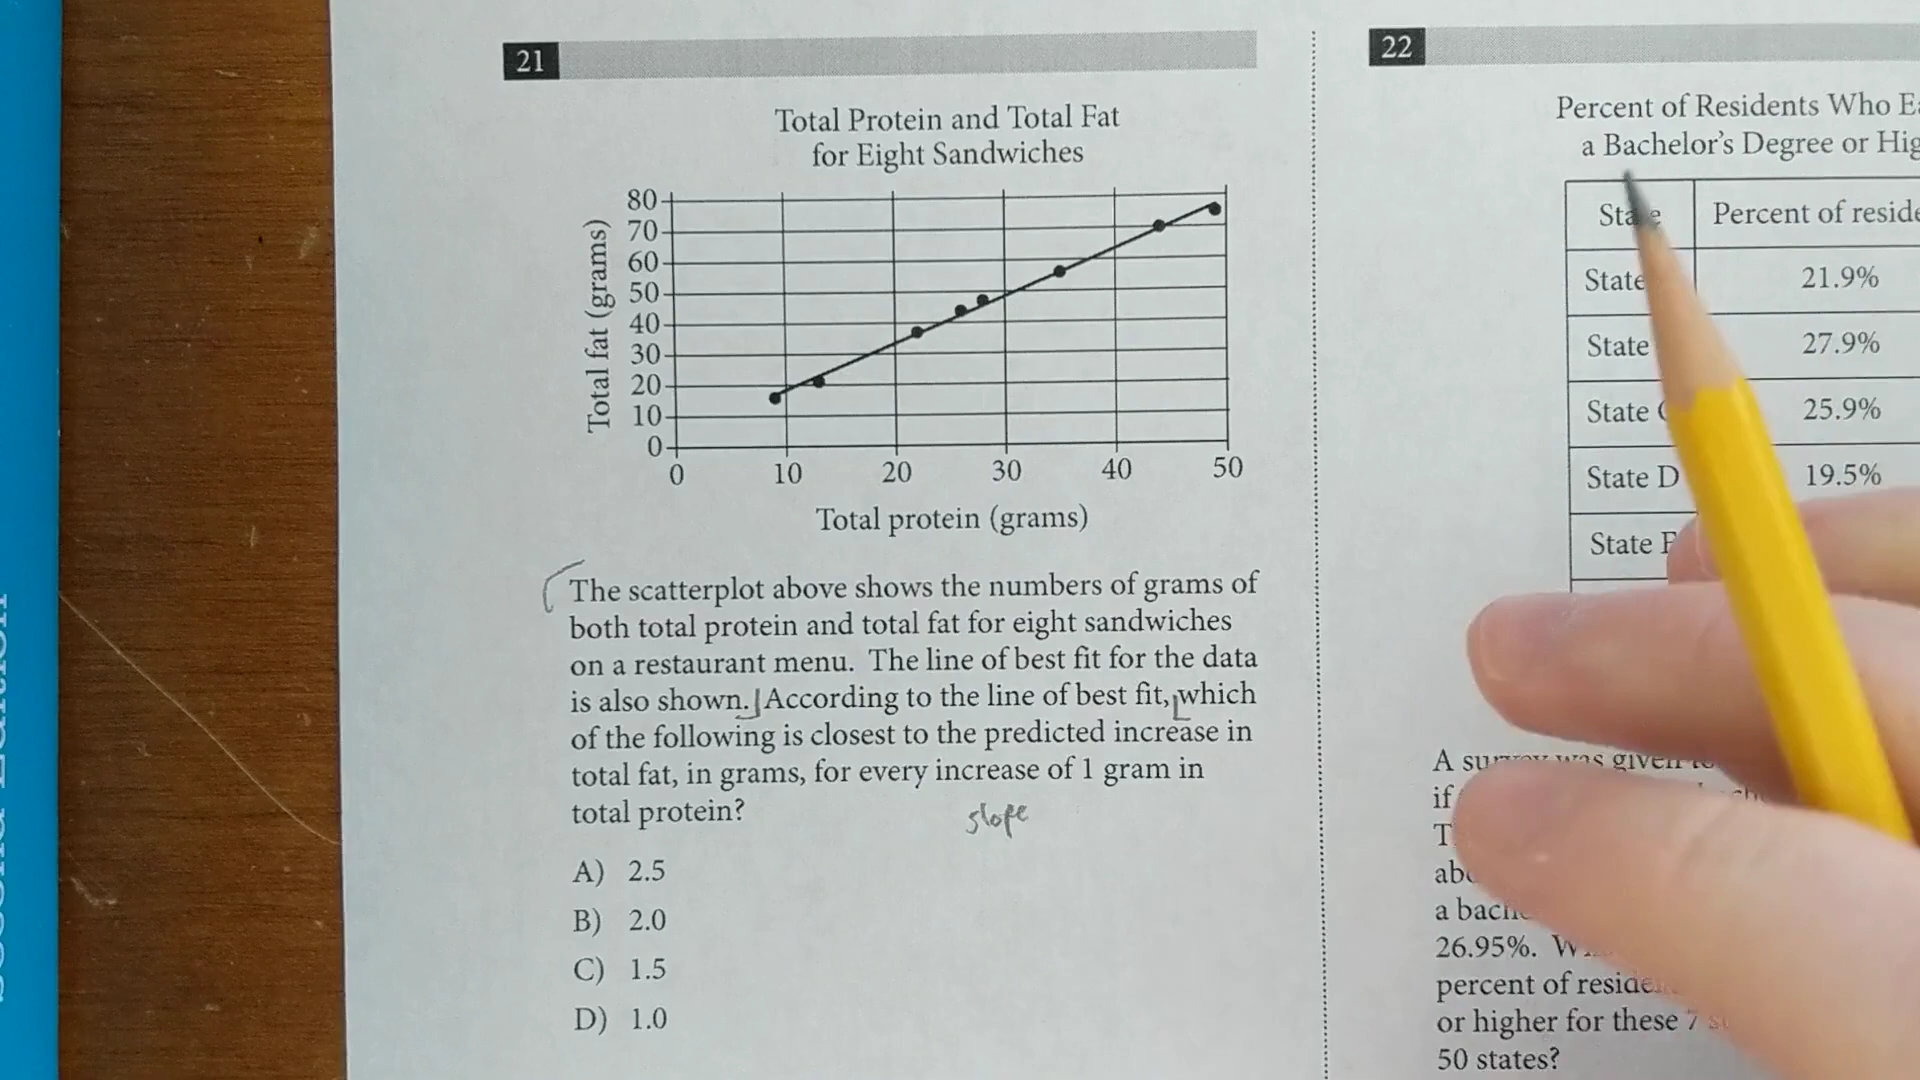 21
Total Protein and Total Fat
for Eight Sandwiches
Total fat (grams)
80
70
60
50
40
30
20
10
0
0 10 20 30 40 50
Total protein (grams)
The scatterplot above shows the numbers of grams of
both total protein and total fat for eight sandwiches
on a restaurant menu. The line of best fit for the data
is also shown. According to the line of best fit, which
of the following is closest to the predicted increase in
total fat, in grams, for every increase of 1 gram in
total protein?
slope
A) 2.5
B) 2.0
C) 1.5
D) 1.0
22
Percent of Residents Who
a Bachelor's Degree or
State Percent of
State 21.9%
State 27.9%
State 25.9%
State D 19.5%
State
A survey was given
if
a
26.95%.
percent of
or higher for these 7
50 states?